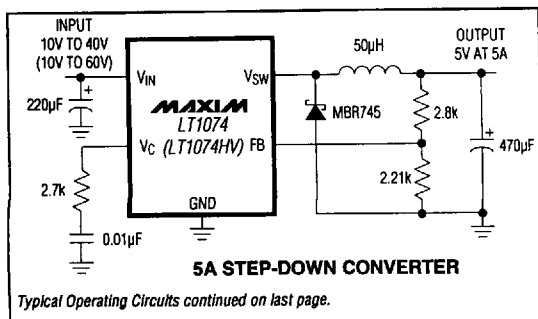 INPUT
10V TO 40V
(10V TO 60V)
220µF
+
VIN
VSW
MAXIM
LT1074
VC (LT1074HV) FB
GND
2.7k
0.01µF
50µH
MBR745
2.8k
2.21k
OUTPUT
5V AT 5A
+
470µF
5A STEP-DOWN CONVERTER
Typical Operating Circuits continued on last page.